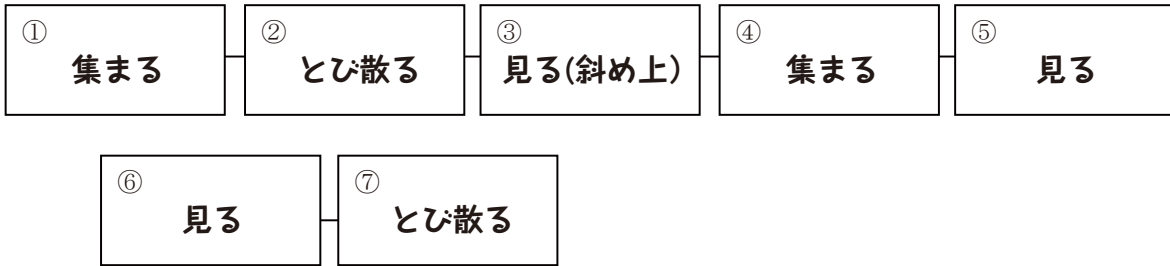 ① 集まる
② とび散る
③ 見る(斜め上)
④ 集まる
⑤ 見る
⑥ 見る
⑦ とび散る